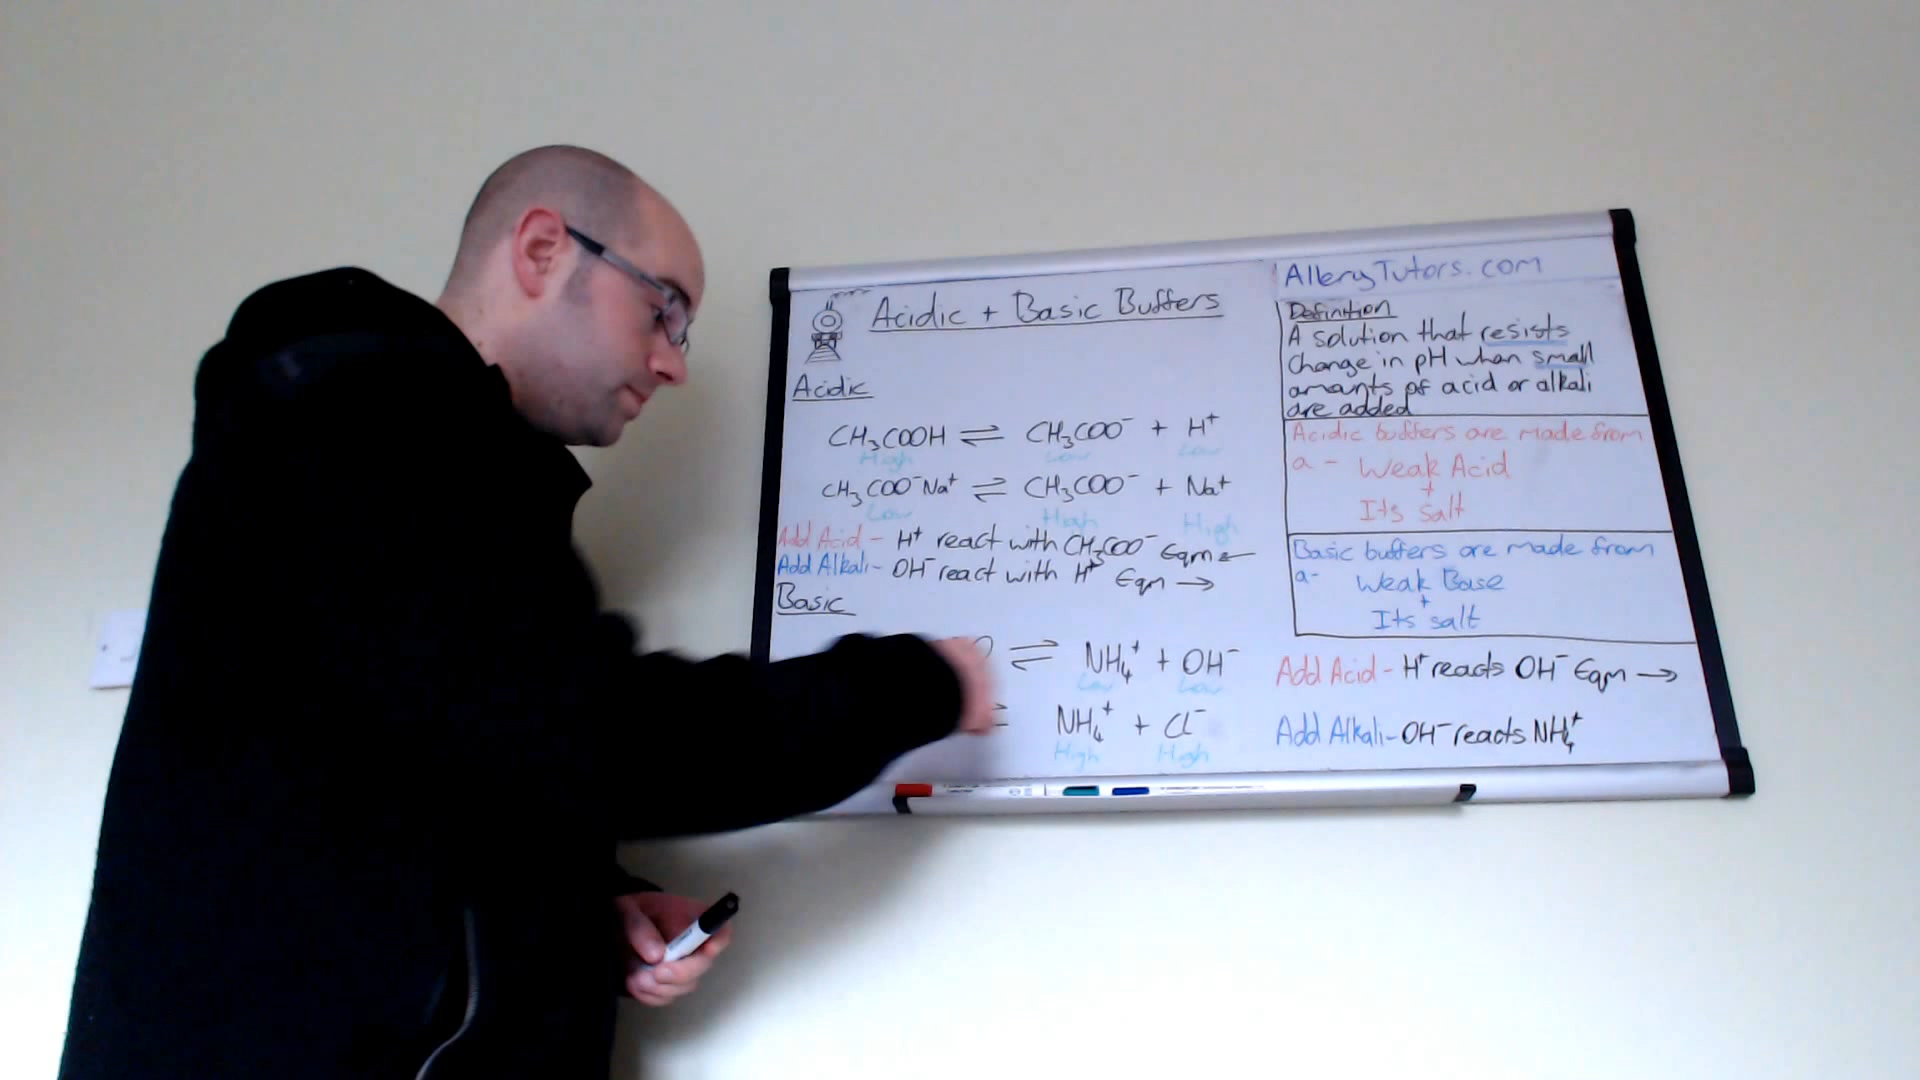 Acidic + Basic Buffers
Acidic
CH₃COOH ⇌ CH₃COO⁻ + H⁺
High Low Low
CH₃COO⁻Na⁺ ⇌ CH₃COO⁻ + Na⁺
Low High High
Add Acid - H⁺ react with CH₃COO⁻ Eqm ←
Add Alkali - OH⁻ react with H⁺ Eqm →
Basic
O ⇌ NH₄⁺ + OH⁻
Low Low
⇌ NH₄⁺ + Cl⁻
High High
AlleryTutors.com
Definition
A solution that resists
change in pH when small
amounts of acid or alkali
are added
Acidic buffers are made from
a - Weak Acid
+
Its salt
Basic buffers are made from
a - Weak Base
+
Its salt
Add Acid - H⁺ reacts OH⁻ Eqm →
Add Alkali - OH⁻ reacts NH₄⁺